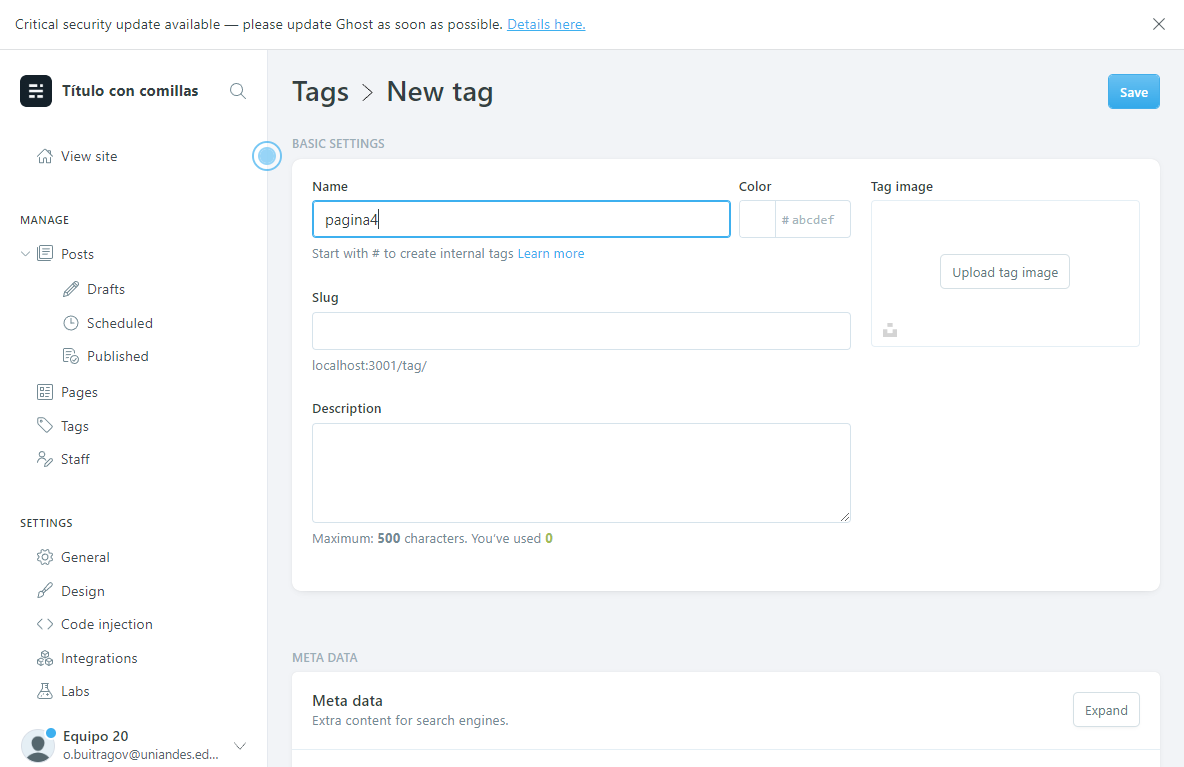 Critical security update available — please update Ghost as soon as possible. Details here.
Título con comillas
View site
MANAGE
Posts
Drafts
Scheduled
Published
Pages
Tags
Staff
SETTINGS
General
Design
Code injection
Integrations
Labs
Equipo 20
o.buitragov@uniandes.ed...
Tags > New tag
Save
BASIC SETTINGS
Name
pagina4
Start with # to create internal tags Learn more
Color
# abcdef
Tag image
Upload tag image
Slug
localhost:3001/tag/
Description
Maximum: 500 characters. You've used 0
META DATA
Meta data
Extra content for search engines.
Expand